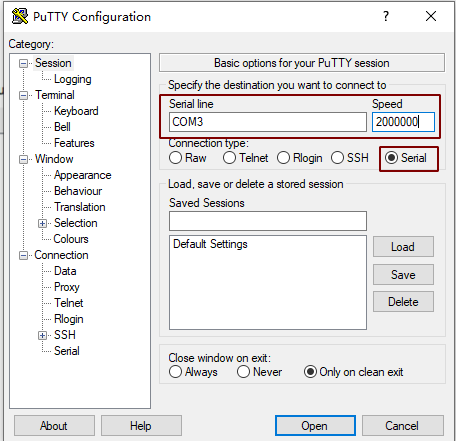 PuTTY Configuration
Category:
Session
Logging
Terminal
Keyboard
Bell
Features
Window
Appearance
Behaviour
Translation
Selection
Colours
Connection
Data
Proxy
Telnet
Rlogin
SSH
Serial
Basic options for your PuTTY session
Specify the destination you want to connect to
Serial line Speed
COM3 2000000
Connection type:
Raw Telnet Rlogin SSH Serial
Load, save or delete a stored session
Saved Sessions
Default Settings
Load
Save
Delete
Close window on exit:
Always Never Only on clean exit
About Help Open Cancel